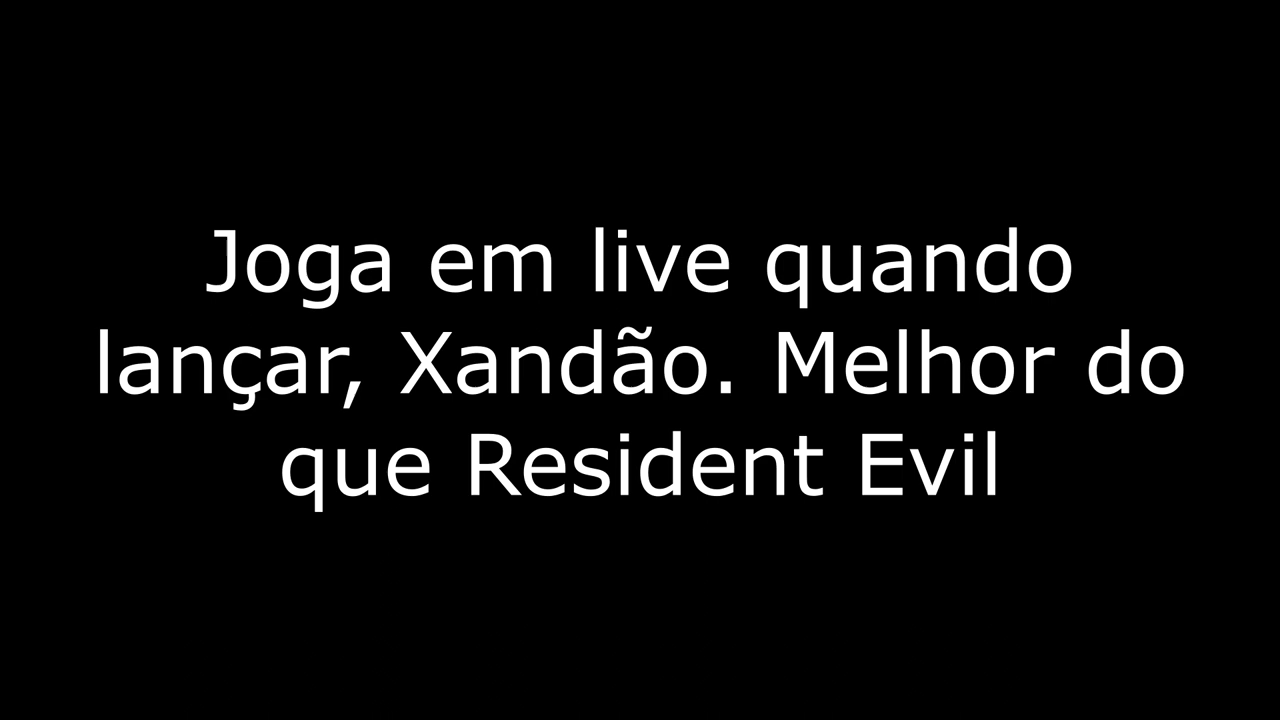 Joga em live quando
lançar, Xandão. Melhor do
que Resident Evil